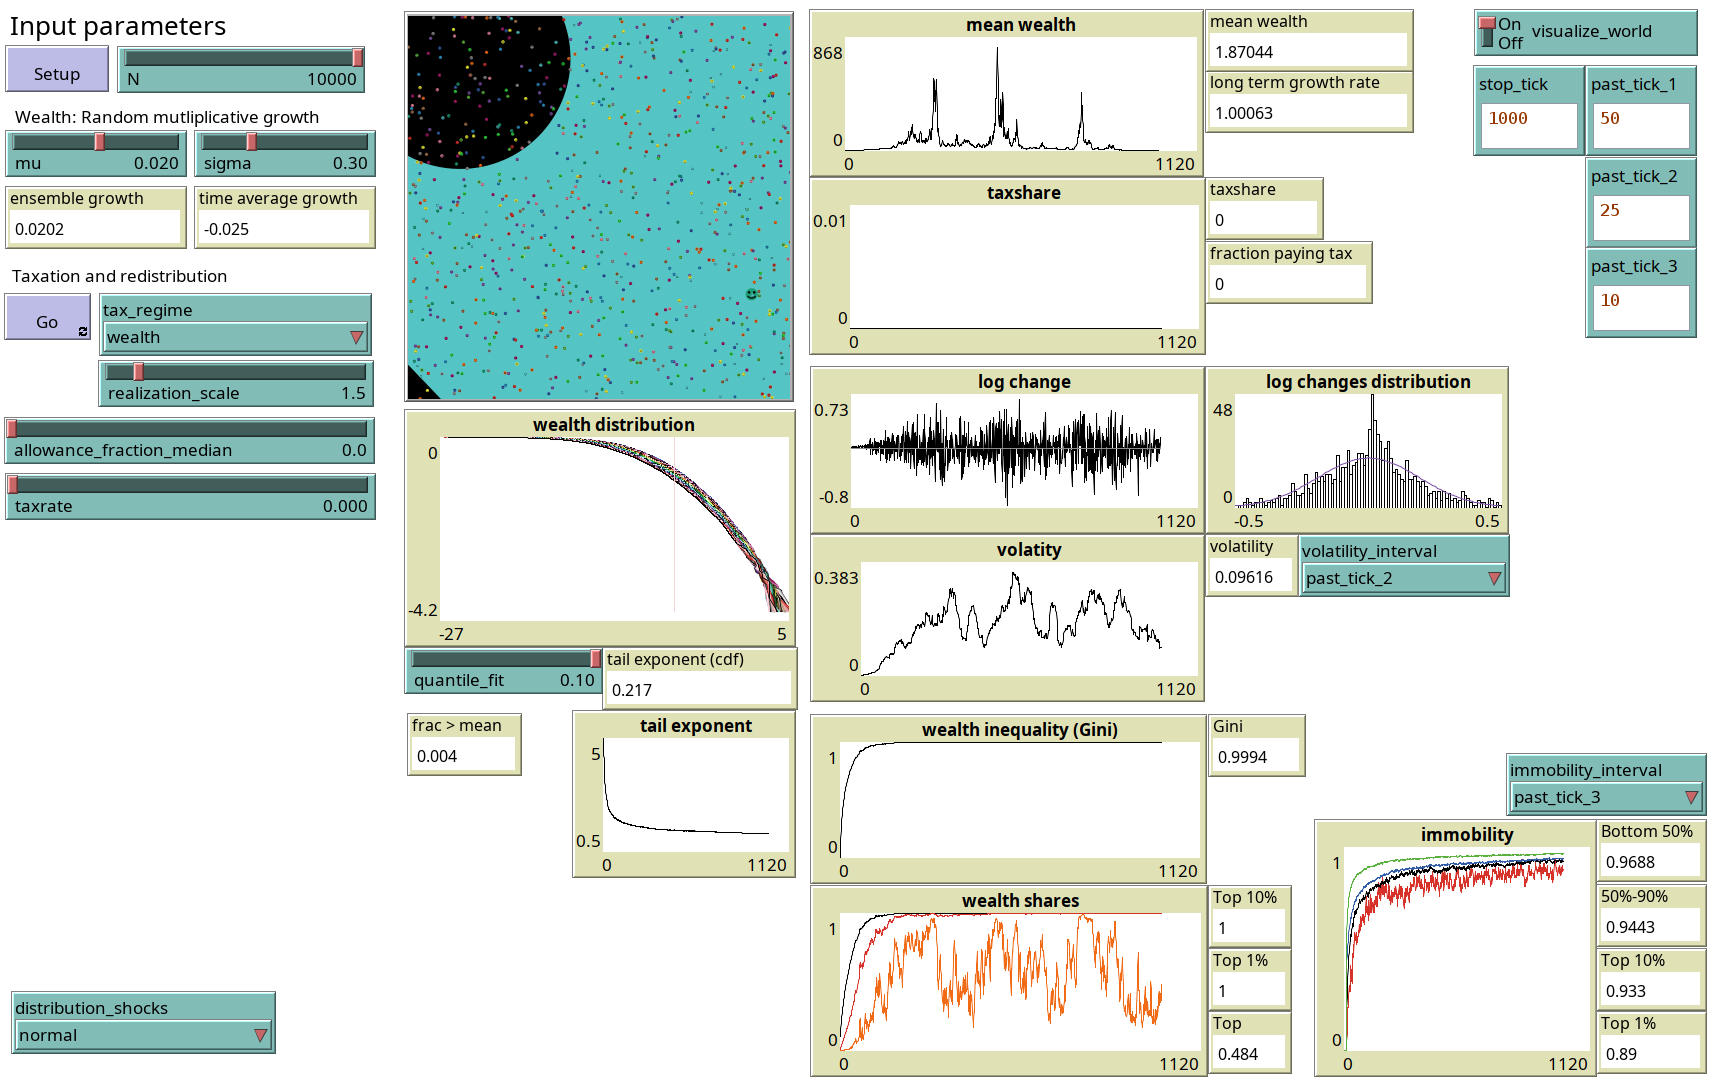 Input parameters
Setup
N 10000
Wealth: Random mutliplicative growth
mu 0.020
sigma 0.30
ensemble growth
0.0202
time average growth
-0.025
Taxation and redistribution
Go
tax_regime
wealth
realization_scale 1.5
allowance_fraction_median 0.0
taxrate 0.000
distribution_shocks
normal
wealth distribution
0
-4.2
-27 5
quantile_fit 0.10
tail exponent (cdf)
0.217
frac > mean
0.004
tail exponent
5
0.5
0 1120
mean wealth
868
0
0 1120
mean wealth
1.87044
long term growth rate
1.00063
taxshare
0.01
0
0 1120
taxshare
0
fraction paying tax
0
log change
0.73
-0.8
0 1120
log changes distribution
48
0
-0.5 0.5
volatity
0.383
0
0 1120
volatility
0.09616
volatility_interval
past_tick_2
wealth inequality (Gini)
1
0
0 1120
Gini
0.9994
wealth shares
1
0
0 1120
Top 10%
1
Top 1%
1
Top
0.484
On
Off
visualize_world
stop_tick
1000
past_tick_1
50
past_tick_2
25
past_tick_3
10
immobility_interval
past_tick_3
immobility
1
0
0 1120
Bottom 50%
0.9688
50%-90%
0.9443
Top 10%
0.933
Top 1%
0.89